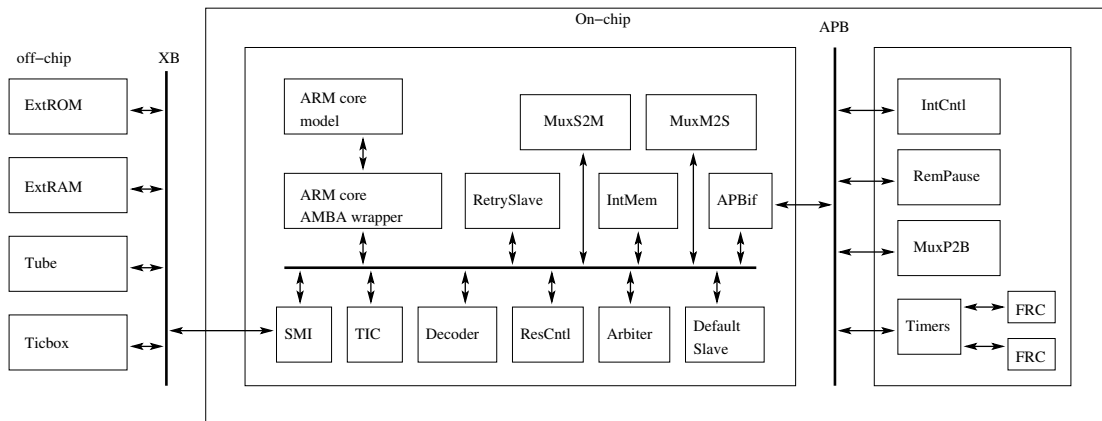 On-chip
APB
off-chip
XB
ExtROM
ExtRAM
Tube
Ticbox
ARM core
model
ARM core
AMBA wrapper
MuxS2M
MuxM2S
RetrySlave
IntMem
APBif
SMI
TIC
Decoder
ResCntl
Arbiter
Default
Slave
IntCntl
RemPause
MuxP2B
Timers
FRC
FRC